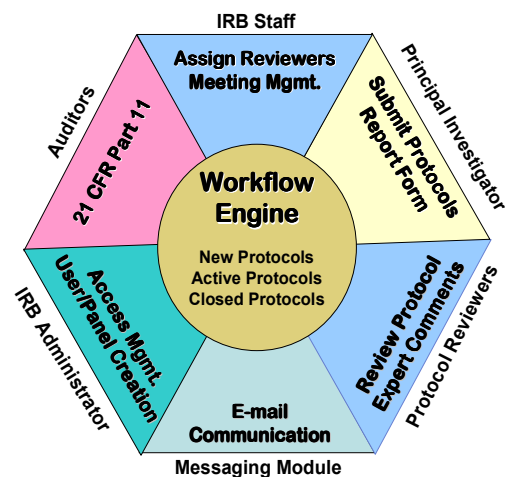 IRB Staff
Assign Reviewers
Meeting Mgmt.
Principal Investigator
Submit Protocols
Report Form
Protocol Reviewers
Review Protocol
Expert Comments
Messaging Module
E-mail
Communication
IRB Administrator
Access Mgmt.
User/Panel Creation
Auditors
21 CFR Part 11
Workflow
Engine
New Protocols
Active Protocols
Closed Protocols